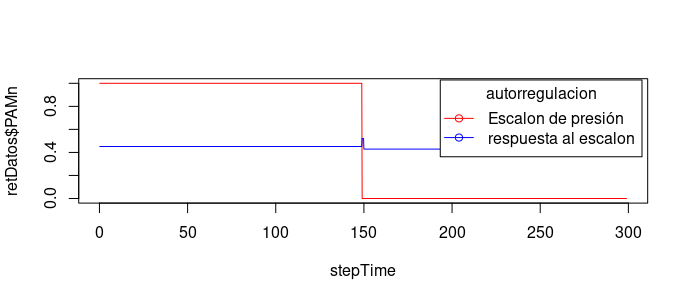 retDatos$PAMn
0.0
0.4
0.8
autorregulacion
Escalon de presión
respuesta al escalon
0
50
100
150
200
250
300
stepTime